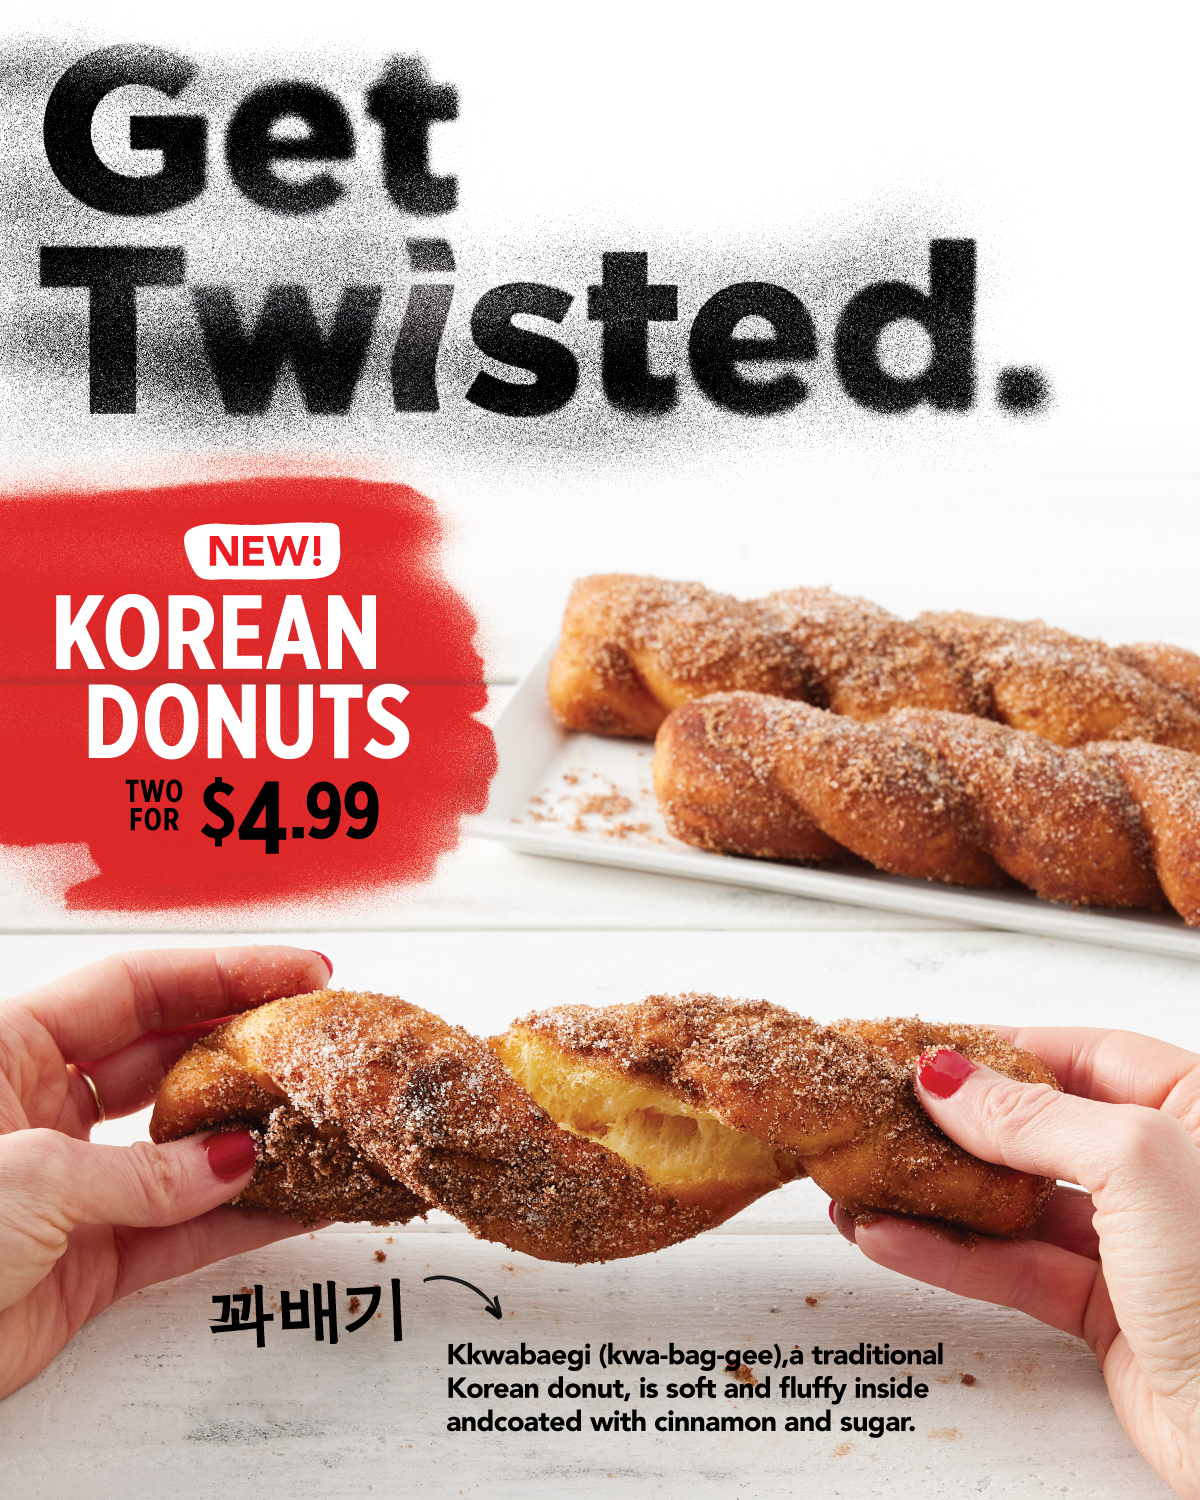 Get
Twisted.
NEW!
KOREAN
DONUTS
TWO
FOR $4.99
꽈배기
Kkwabaegi (kwa-bag-gee),a traditional
Korean donut, is soft and fluffy inside
andcoated with cinnamon and sugar.